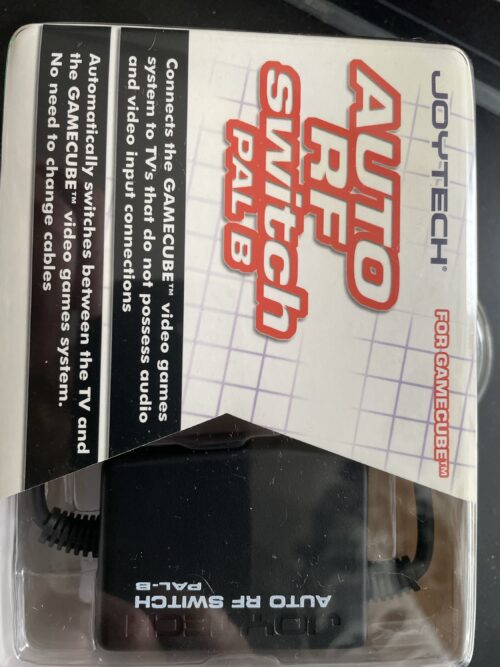 JOYTECH®
FOR GAMECUBE™
AUTO
RF
switch
PAL-B
Connects the GAMECUBE™ video games
system to TV's that do not possess audio
and video input connections
Automatically switches between the TV and
the GAMECUBE™ video games system.
No need to change cables
JOYTECH
AUTO RF SWITCH
PAL-B